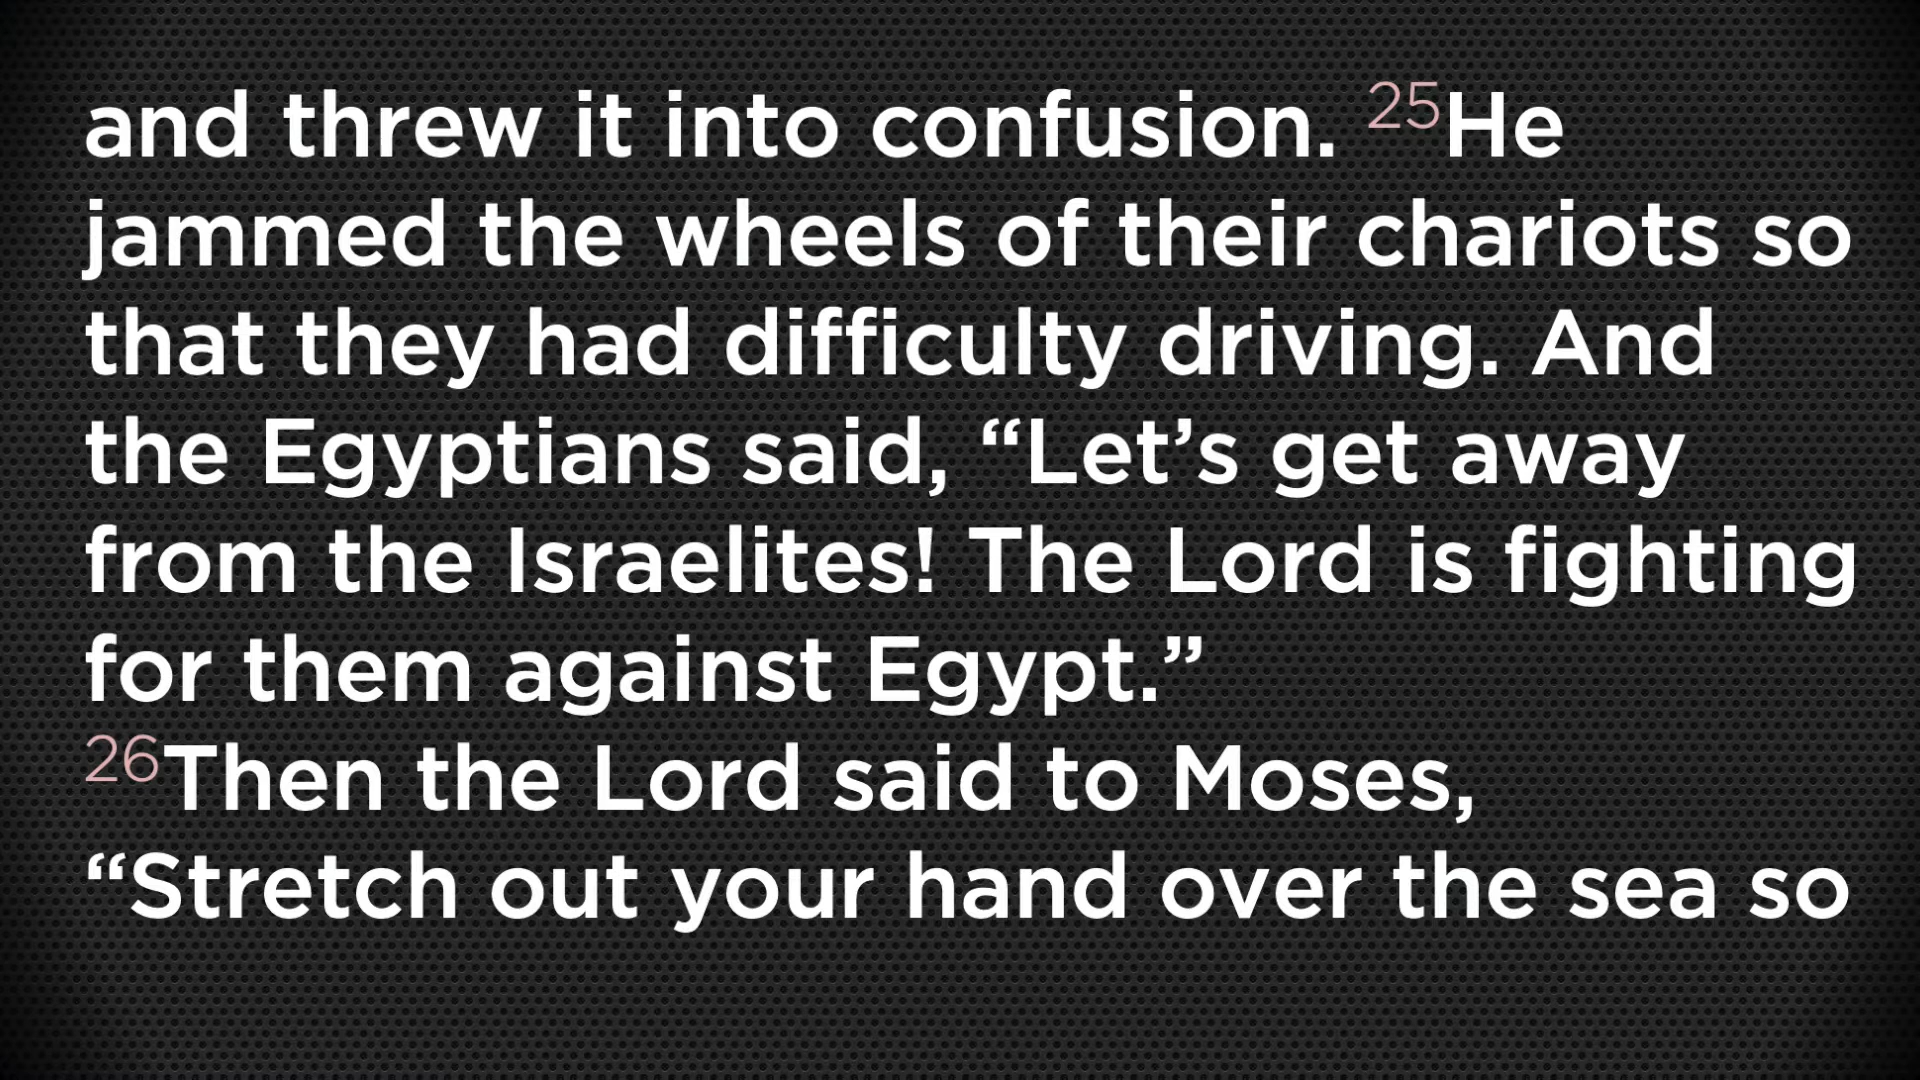 and threw it into confusion. 25He
jammed the wheels of their chariots so
that they had difficulty driving. And
the Egyptians said, “Let’s get away
from the Israelites! The Lord is fighting
for them against Egypt.”
26Then the Lord said to Moses,
“Stretch out your hand over the sea so